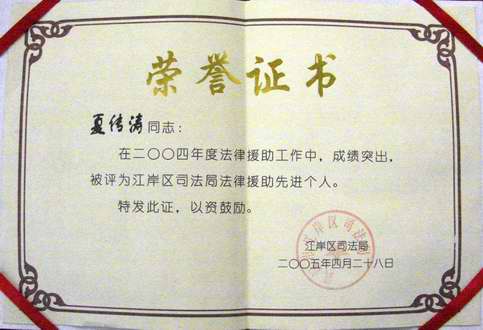 荣誉证书
夏传涛同志：
在二〇〇四年度法律援助工作中，成绩突出，
被评为江岸区司法局法律援助先进个人。
特发此证，以资鼓励。
江岸区司法局
二〇〇五年四月二十八日